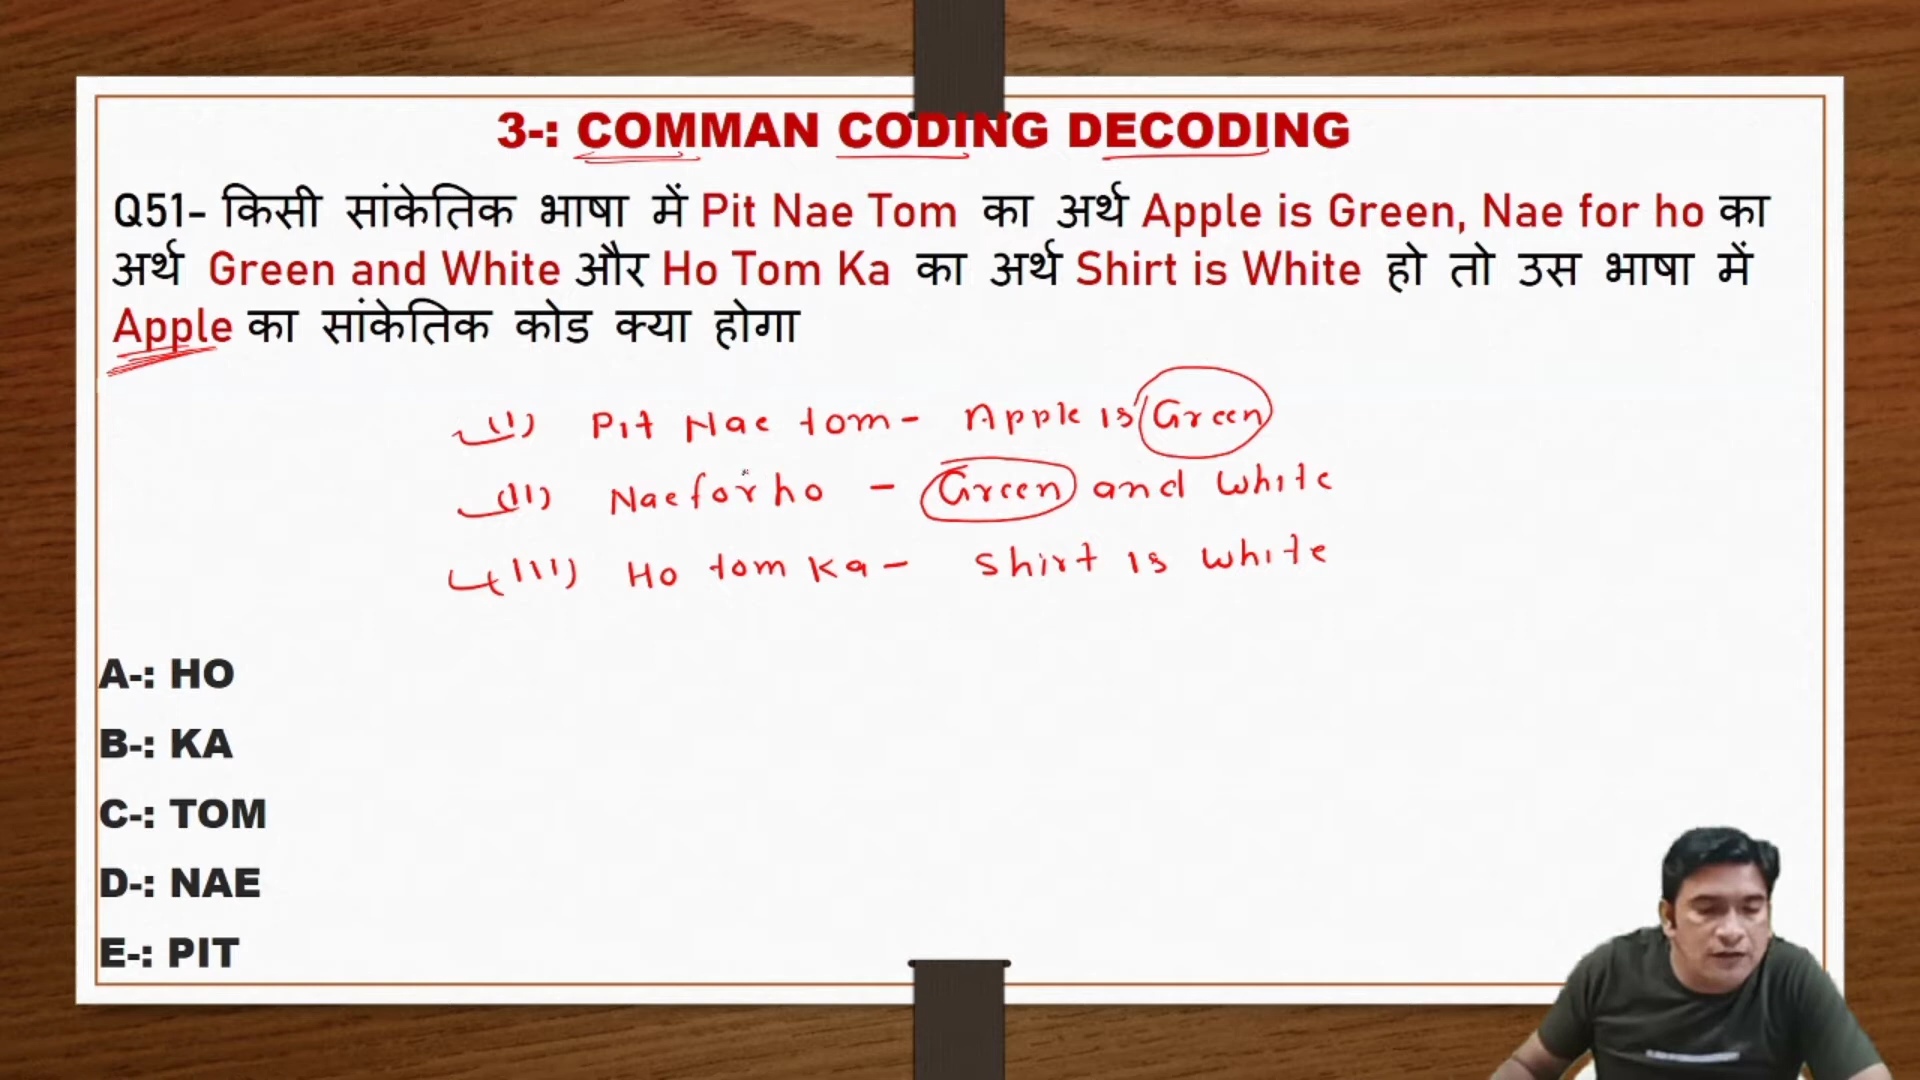 3-: COMMAN CODING DECODING
Q51- किसी सांकेतिक भाषा में Pit Nae Tom का अर्थ Apple is Green, Nae for ho का
अर्थ Green and White और Ho Tom Ka का अर्थ Shirt is White हो तो उस भाषा में
Apple का सांकेतिक कोड क्या होगा
(I) Pit Nae tom - Apple is Green
(II) Nae for ho - Green and white
(III) Ho tom Ka - Shirt is white
A-: HO
B-: KA
C-: TOM
D-: NAE
E-: PIT